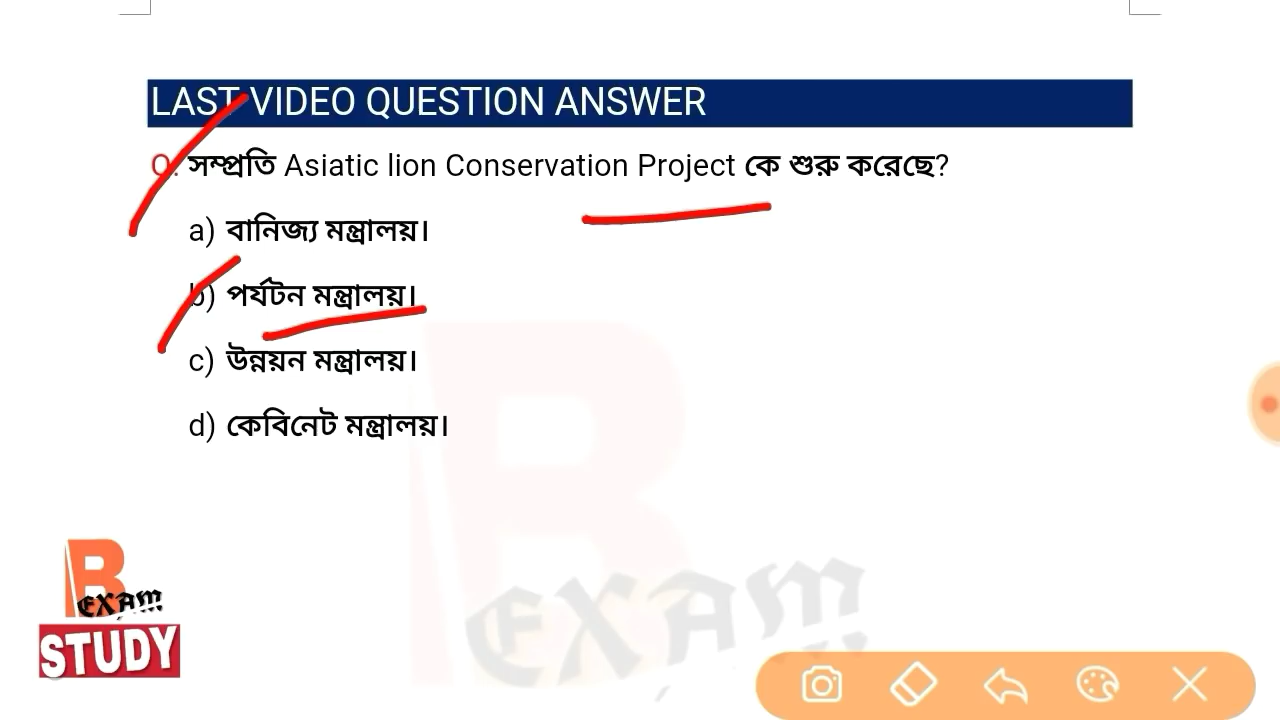 LAST VIDEO QUESTION ANSWER
Q. সম্প্রতি Asiatic lion Conservation Project কে শুরু করেছে?
a) বানিজ্য মন্ত্রালয়।
b) পর্যটন মন্ত্রালয়।
c) উন্নয়ন মন্ত্রালয়।
d) কেবিনেট মন্ত্রালয়।
B
EXAM
STUDY
B
EXAM